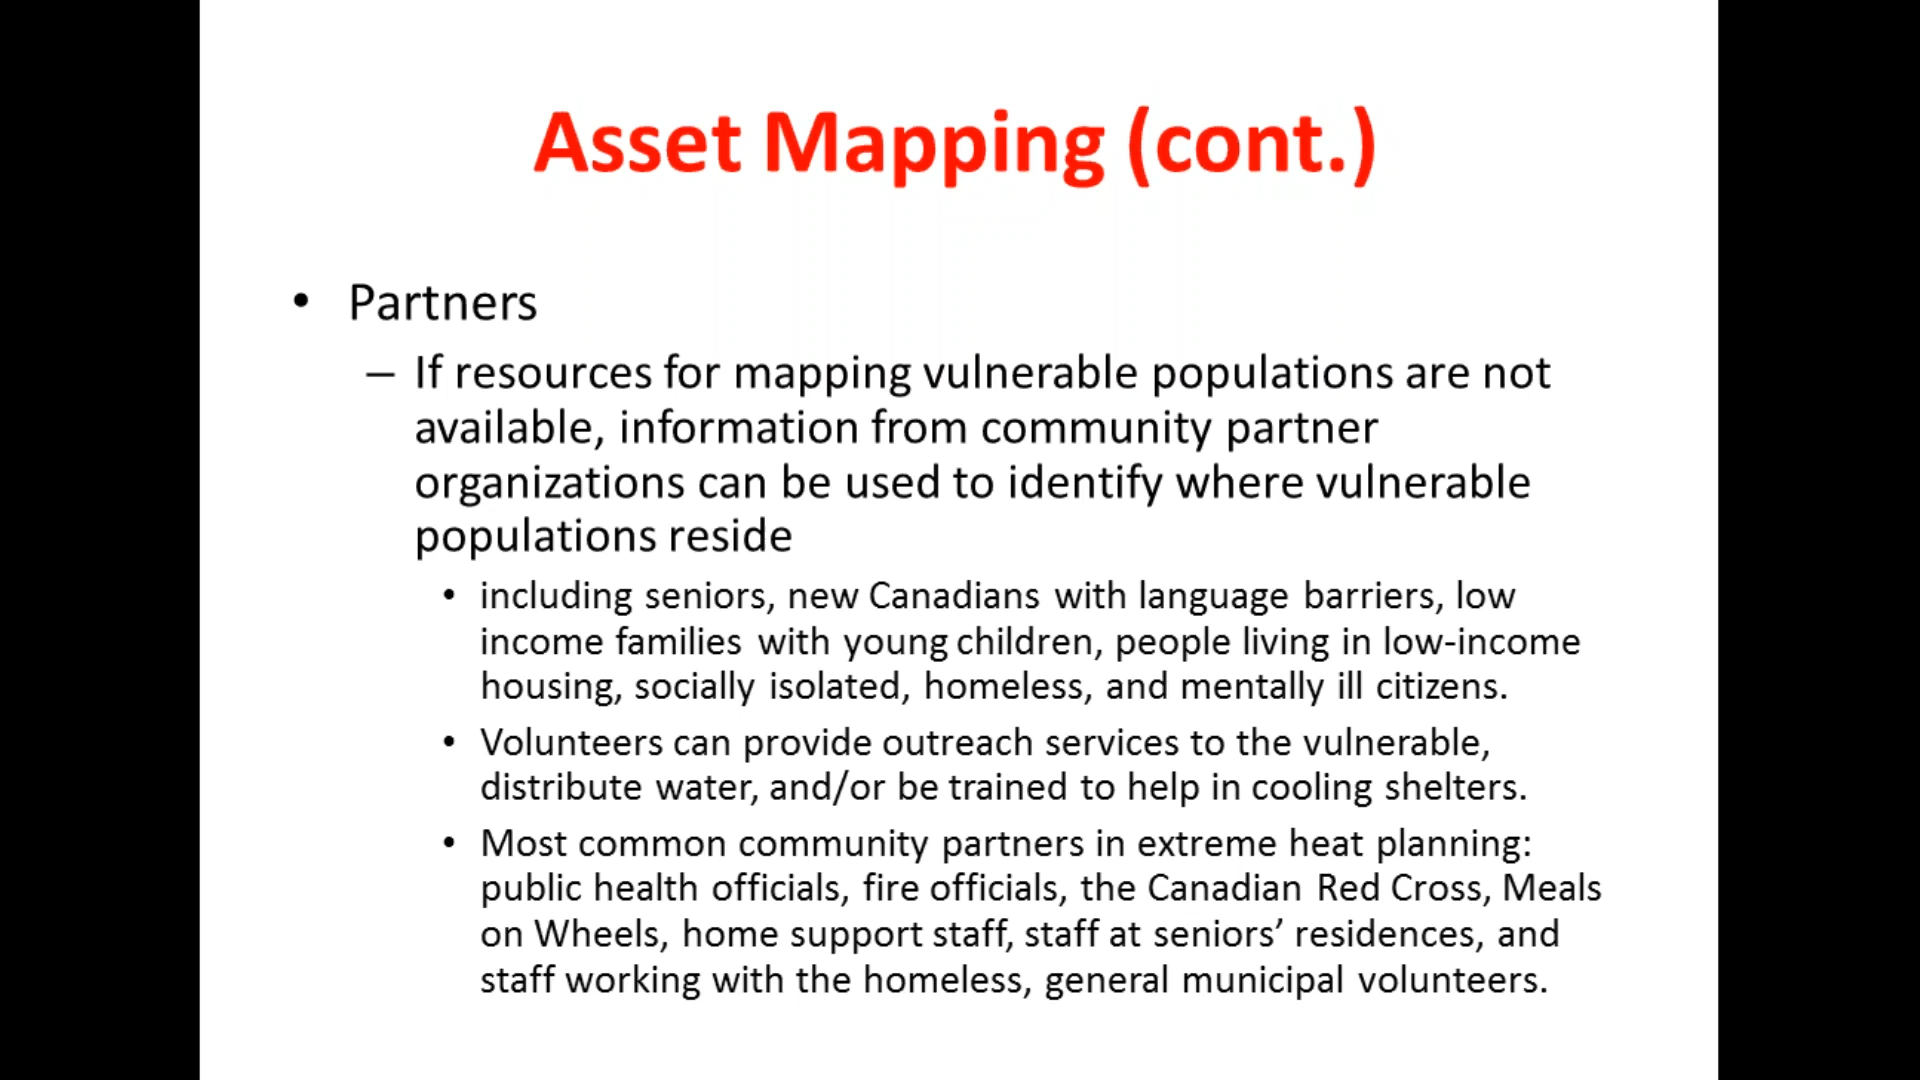 Asset Mapping (cont.)
• Partners
– If resources for mapping vulnerable populations are not
available, information from community partner
organizations can be used to identify where vulnerable
populations reside
• including seniors, new Canadians with language barriers, low
income families with young children, people living in low-income
housing, socially isolated, homeless, and mentally ill citizens.
• Volunteers can provide outreach services to the vulnerable,
distribute water, and/or be trained to help in cooling shelters.
• Most common community partners in extreme heat planning:
public health officials, fire officials, the Canadian Red Cross, Meals
on Wheels, home support staff, staff at seniors’ residences, and
staff working with the homeless, general municipal volunteers.